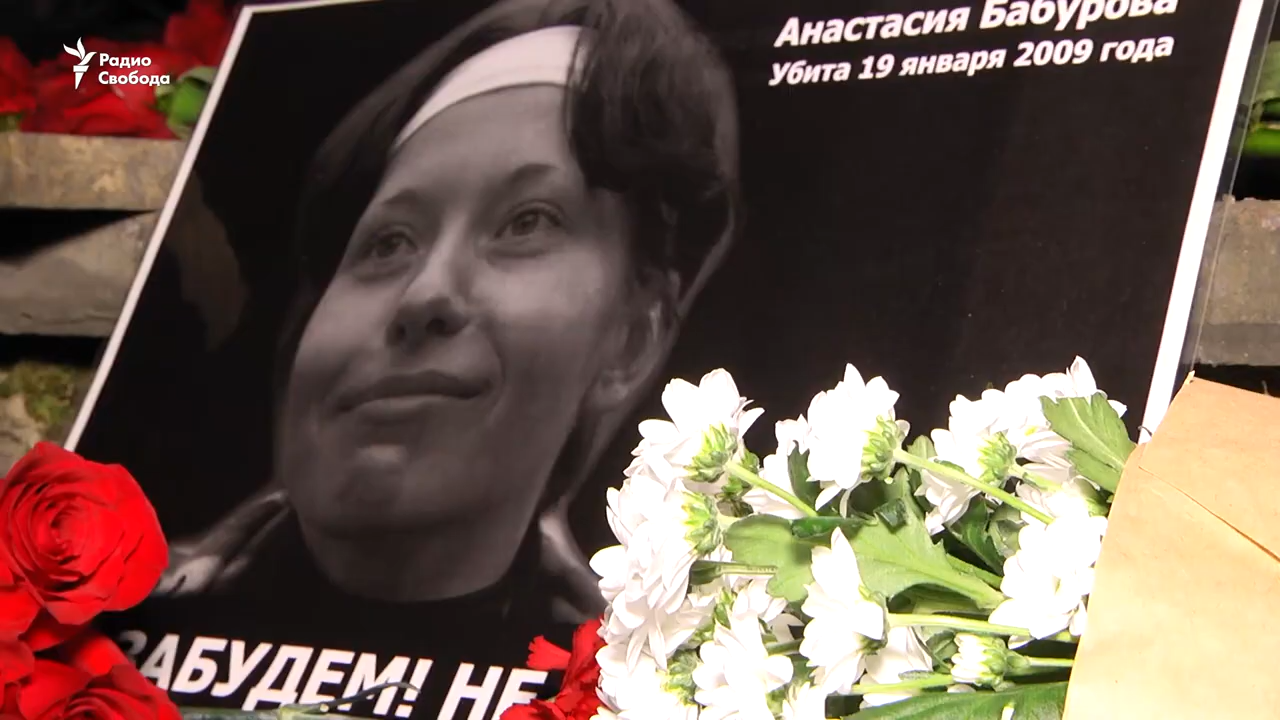 Радио
Свобода
Анастасия Бабурова
Убита 19 января 2009 года
ЗАБУДЕМ! НЕ